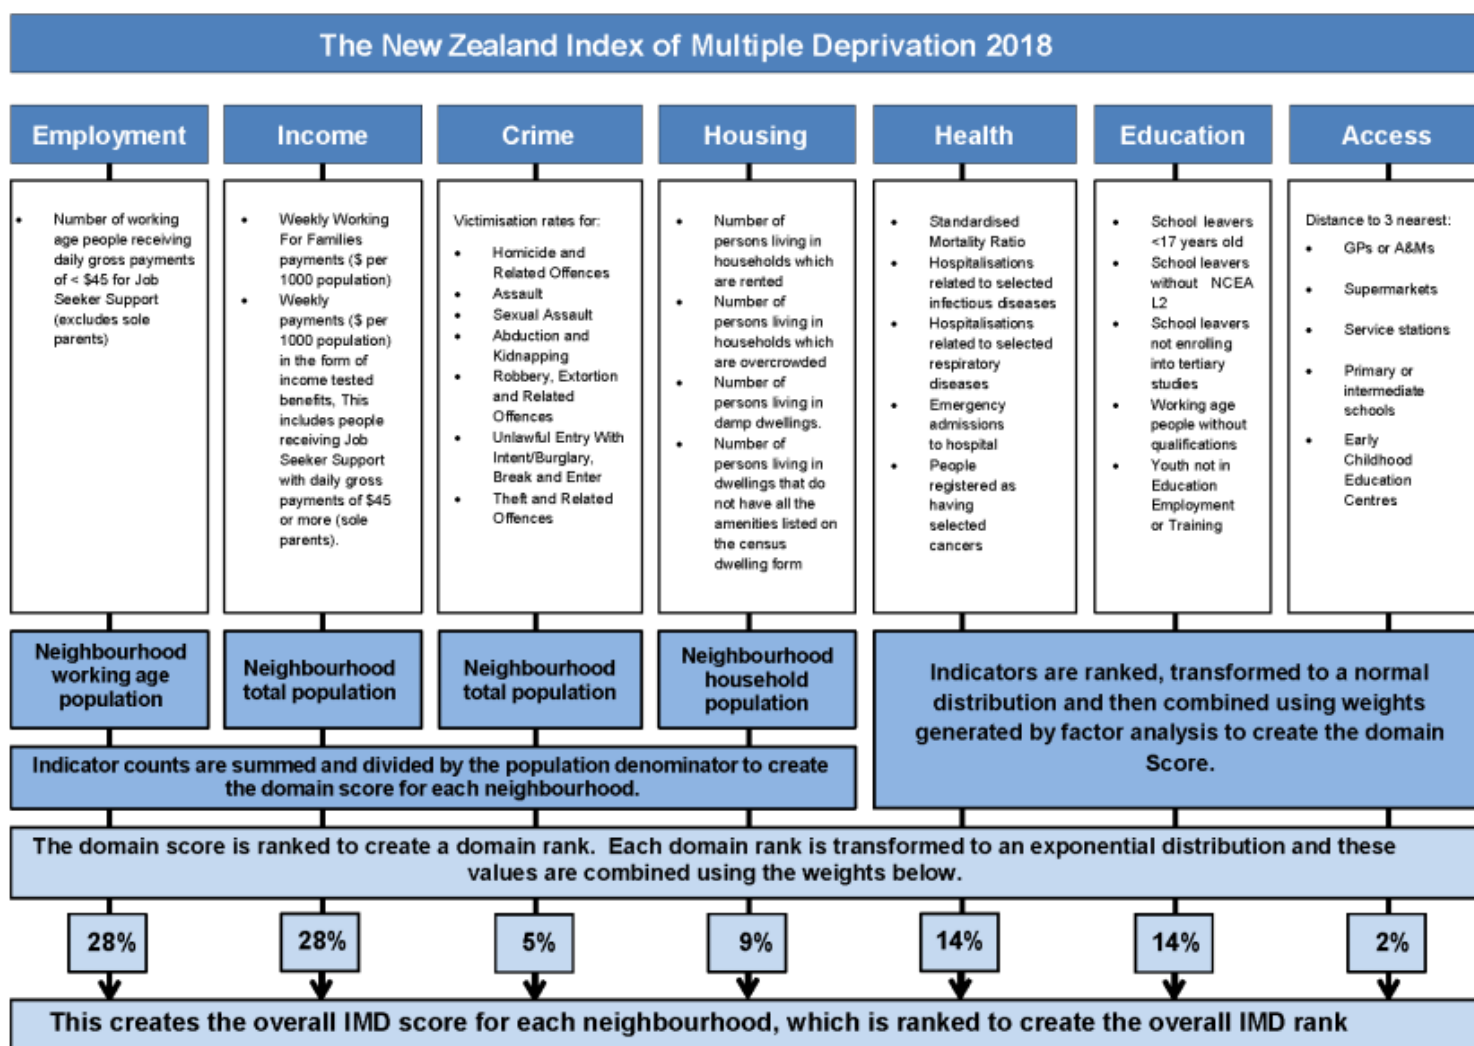 The New Zealand Index of Multiple Deprivation 2018
Employment
Number of working
age people receiving
daily gross payments
of < $45 for Job
Seeker Support
(excludes sole
parents)
Income
Weekly Working
For Families
payments ($ per
1000 population)
Weekly
payments ($ per
1000 population)
in the form of
income tested
benefits, This
includes people
receiving Job
Seeker Support
with daily gross
payments of $45
or more (sole
parents).
Crime
Victimisation rates for:
Homicide and
Related Offences
Assault
Sexual Assault
Abduction and
Kidnapping
Robbery, Extortion
and Related
Offences
Unlawful Entry With
Intent/Burglary,
Break and Enter
Theft and Related
Offences
Housing
Number of
persons living in
households which
are rented
Number of
persons living in
households which
are overcrowded
Number of
persons living in
damp dwellings.
Number of
persons living in
dwellings that do
not have all the
amenities listed on
the census
dwelling form
Health
Standardised
Mortality Ratio
Hospitalisations
related to selected
infectious diseases
Hospitalisations
related to selected
respiratory
diseases
Emergency
admissions
to hospital
People
registered as
having
selected
cancers
Education
School leavers
<17 years old
School leavers
without NCEA
L2
School leavers
not enrolling
into tertiary
studies
Working age
people without
qualifications
Youth not in
Education
Employment
or Training
Access
Distance to 3 nearest:
GPs or A&Ms
Supermarkets
Service stations
Primary or
intermediate
schools
Early
Childhood
Education
Centres
Neighbourhood
working age
population
Neighbourhood
total population
Neighbourhood
total population
Neighbourhood
household
population
Indicator counts are summed and divided by the population denominator to create
the domain score for each neighbourhood.
Indicators are ranked, transformed to a normal
distribution and then combined using weights
generated by factor analysis to create the domain
Score.
The domain score is ranked to create a domain rank. Each domain rank is transformed to an exponential distribution and these
values are combined using the weights below.
28%
28%
5%
9%
14%
14%
2%
This creates the overall IMD score for each neighbourhood, which is ranked to create the overall IMD rank